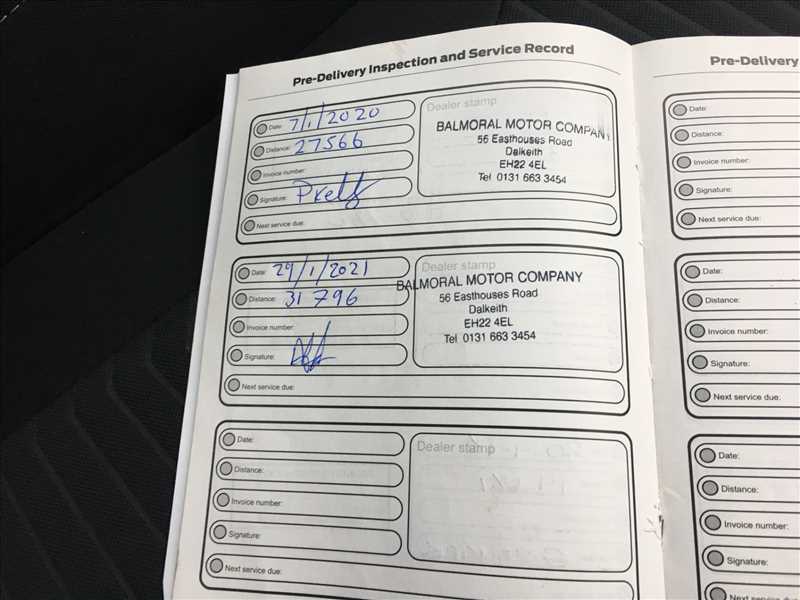 Pre-Delivery Inspection and Service Record
Date: 7/1/2020
Distance: 27566
Invoice number:
Signature:
Next service due:
Dealer stamp
BALMORAL MOTOR COMPANY
56 Easthouses Road
Dalkeith
EH22 4EL
Tel 0131 663 3454
Date: 29/1/2021
Distance: 31796
Invoice number:
Signature:
Next service due:
Dealer stamp
BALMORAL MOTOR COMPANY
56 Easthouses Road
Dalkeith
EH22 4EL
Tel 0131 663 3454
Date:
Distance:
Invoice number:
Signature:
Next service due:
Dealer stamp
Pre-Delivery
Date:
Distance:
Invoice number:
Signature:
Next service due:
Date:
Distance:
Invoice number:
Signature:
Next service due:
Date:
Distance:
Invoice number:
Signature:
Next service due: